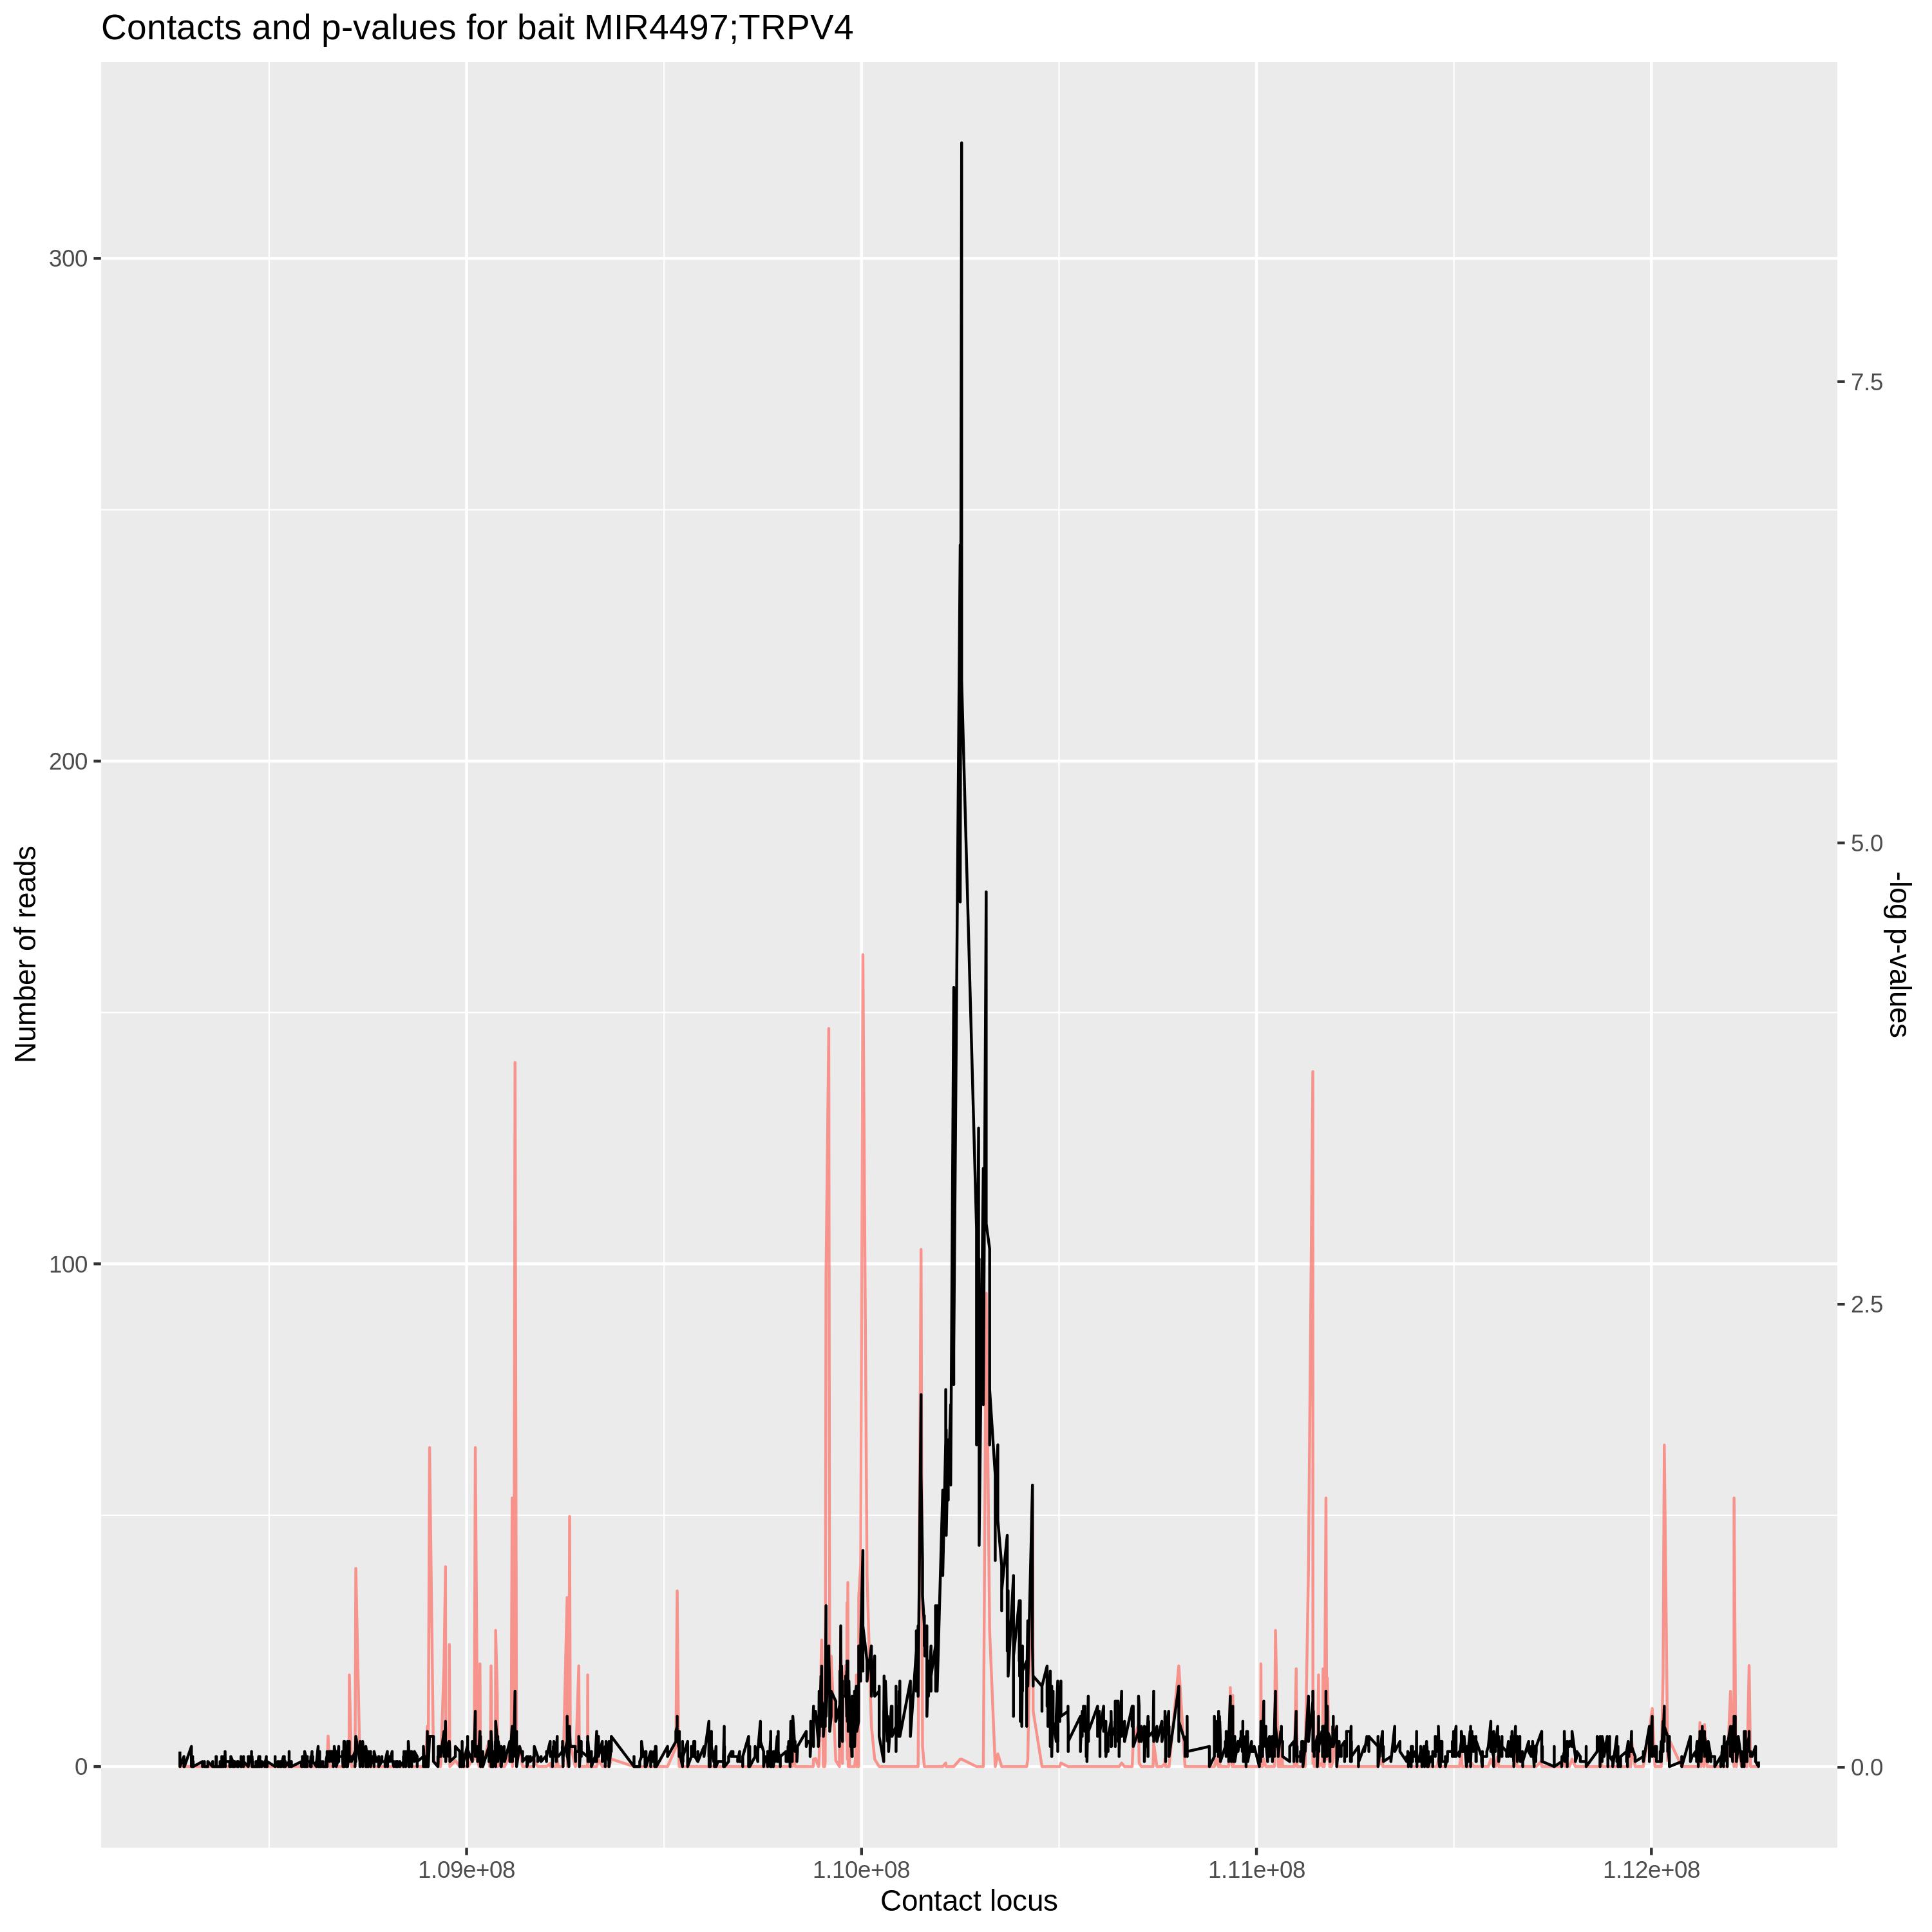 Contacts and p-values for bait MIR4497;TRPV4
300
200
100
0
Number of reads
7.5
5.0
2.5
0.0
-log p-values
1.09e+08
1.10e+08
1.11e+08
1.12e+08
Contact locus